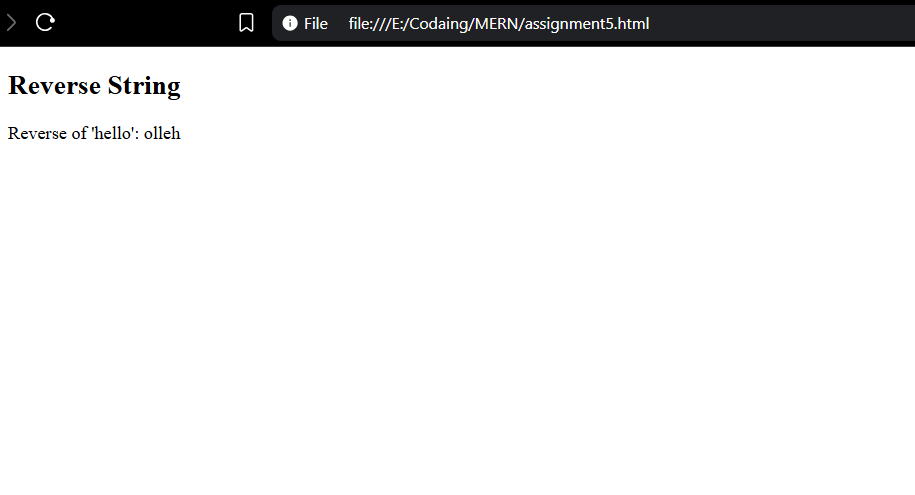 File file:///E:/Codaing/MERN/assignment5.html
Reverse String
Reverse of 'hello': olleh